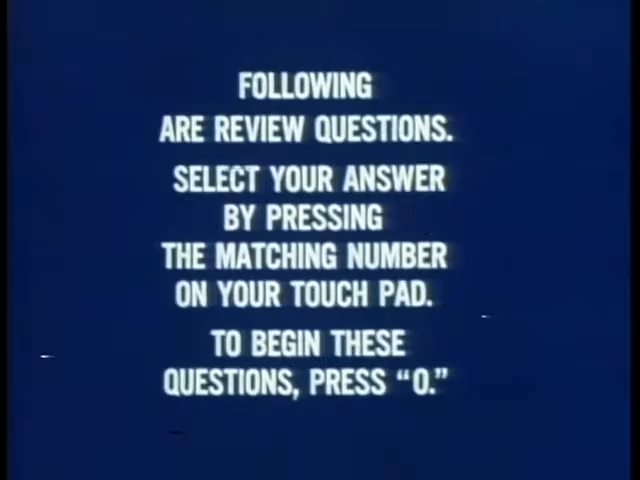 FOLLOWING
ARE REVIEW QUESTIONS.
SELECT YOUR ANSWER
BY PRESSING
THE MATCHING NUMBER
ON YOUR TOUCH PAD.
TO BEGIN THESE
QUESTIONS, PRESS “0.”